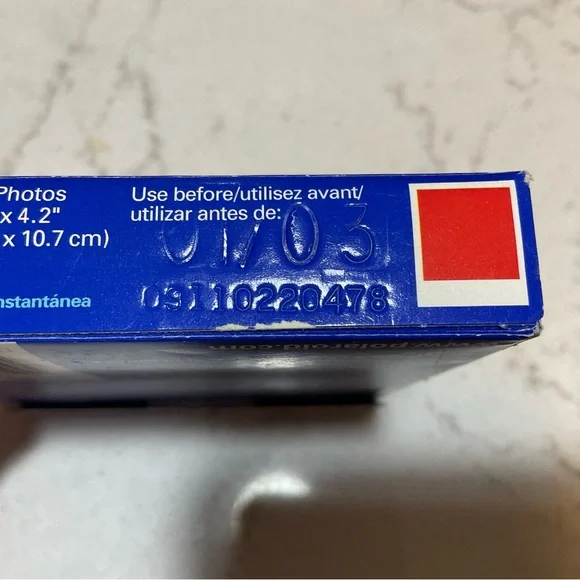 Photos
x 4.2"
x 10.7 cm)
nstantánea
Use before/utilisez avant/
utilizar antes de:
01/03
09110220478